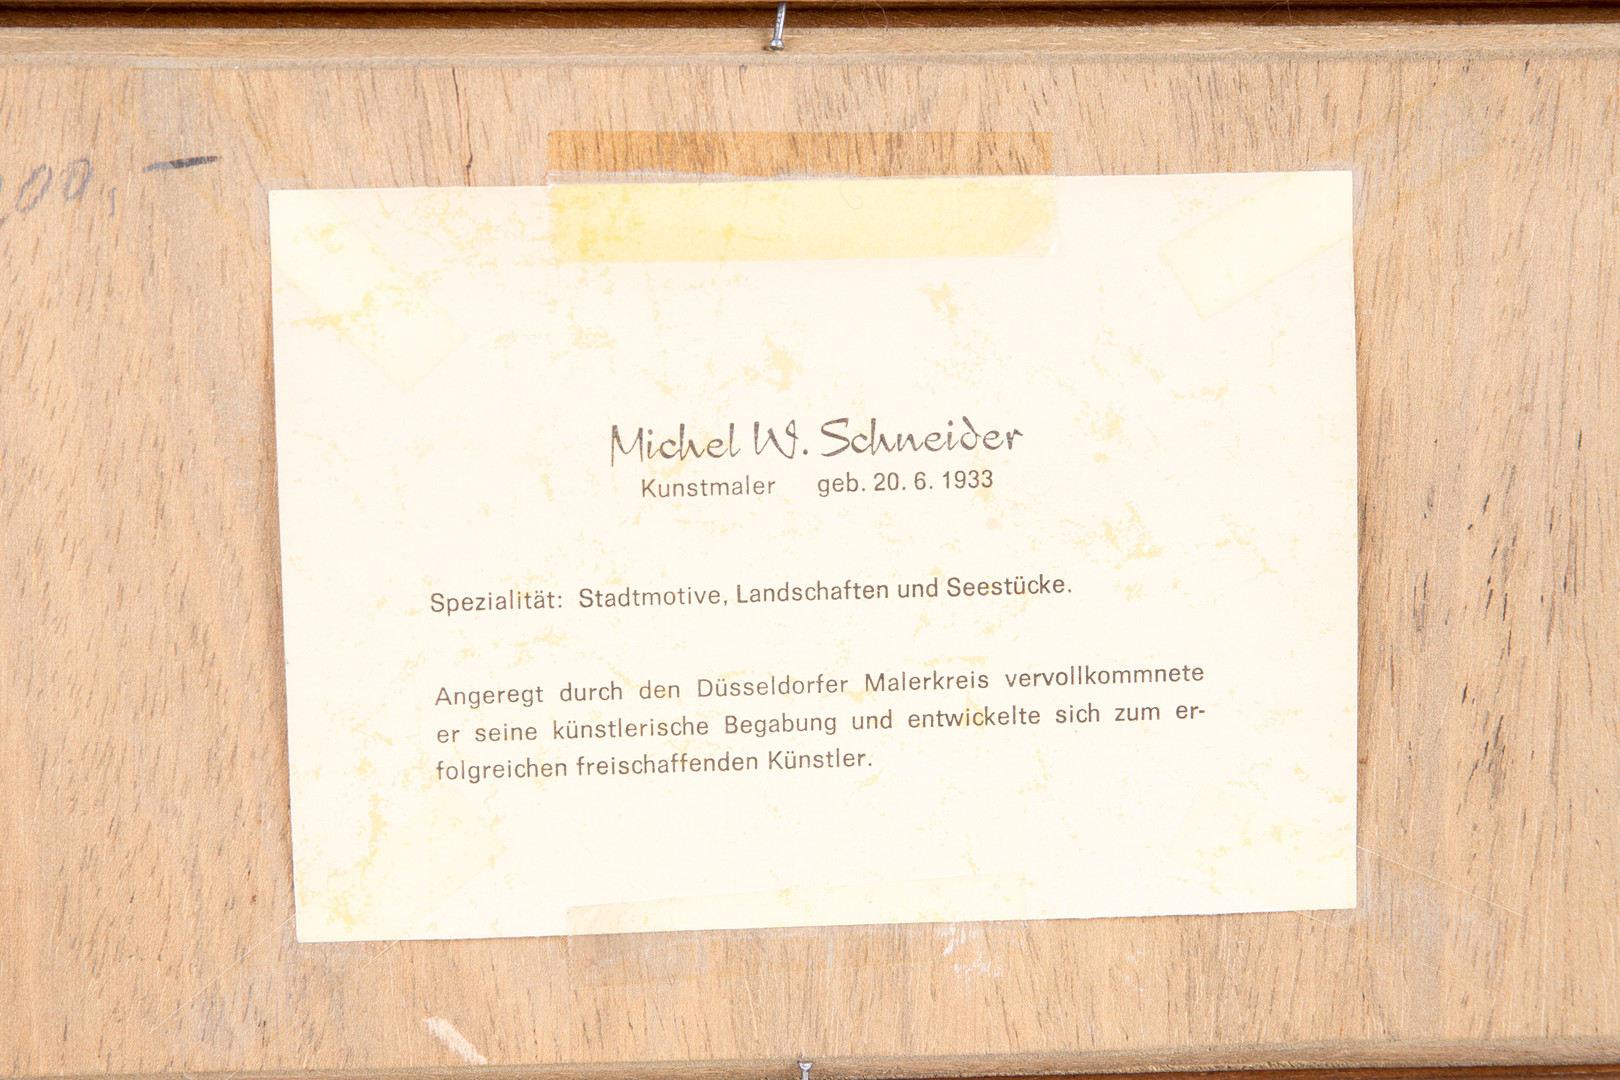 00,—
Michel W. Schneider
Kunstmaler geb. 20. 6. 1933
Spezialität: Stadtmotive, Landschaften und Seestücke.
Angeregt durch den Düsseldorfer Malerkreis vervollkommnete
er seine künstlerische Begabung und entwickelte sich zum er-
folgreichen freischaffenden Künstler.